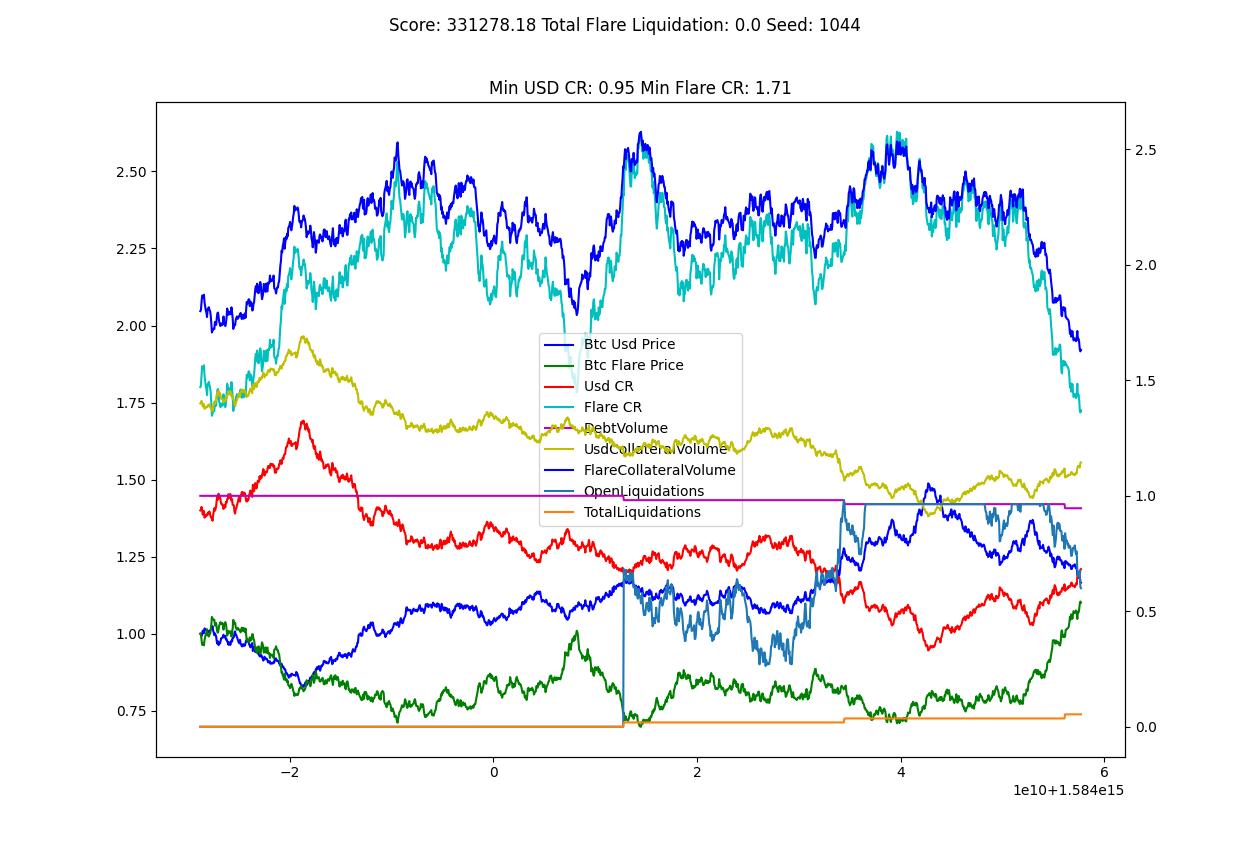 Score: 331278.18 Total Flare Liquidation: 0.0 Seed: 1044
Min USD CR: 0.95 Min Flare CR: 1.71
2.50
2.25
2.00
1.75
1.50
1.25
1.00
0.75
2.5
2.0
1.5
1.0
0.5
0.0
Btc Usd Price
Btc Flare Price
Usd CR
Flare CR
DebtVolume
UsdCollateralVolume
FlareCollateralVolume
OpenLiquidations
TotalLiquidations
−2 0 2 4 6
1e10+1.584e15